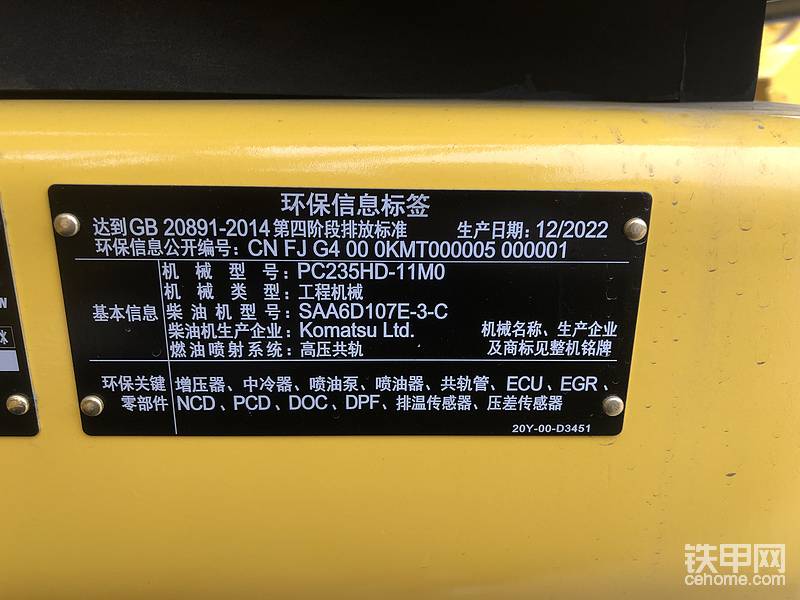 环保信息标签
达到GB 20891-2014第四阶段排放标准 生产日期: 12/2022
环保信息公开编号: CN FJ G4 00 0KMT000005 000001
基本信息
机械型号: PC235HD-11M0
机械类型: 工程机械
柴油机型号: SAA6D107E-3-C
柴油机生产企业: Komatsu Ltd.
燃油喷射系统: 高压共轨
机械名称、生产企业
及商标见整机铭牌
环保关键
零部件
增压器、中冷器、喷油泵、喷油器、共轨管、ECU、EGR、
NCD、PCD、DOC、DPF、排温传感器、压差传感器
20Y-00-D3451
铁甲网
cehome.com